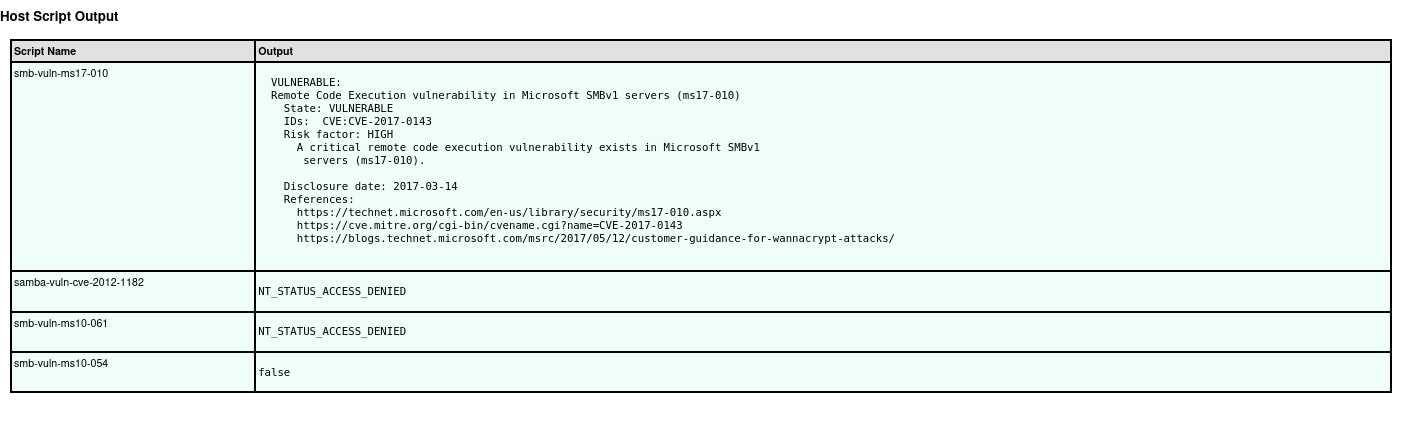 Host Script Output
Script Name Output
smb-vuln-ms17-010
VULNERABLE:
Remote Code Execution vulnerability in Microsoft SMBv1 servers (ms17-010)
State: VULNERABLE
IDs:  CVE:CVE-2017-0143
Risk factor: HIGH
A critical remote code execution vulnerability exists in Microsoft SMBv1
servers (ms17-010).
Disclosure date: 2017-03-14
References:
https://technet.microsoft.com/en-us/library/security/ms17-010.aspx
https://cve.mitre.org/cgi-bin/cvename.cgi?name=CVE-2017-0143
https://blogs.technet.microsoft.com/msrc/2017/05/12/customer-guidance-for-wannacrypt-attacks/
samba-vuln-cve-2012-1182
NT_STATUS_ACCESS_DENIED
smb-vuln-ms10-061
NT_STATUS_ACCESS_DENIED
smb-vuln-ms10-054
false